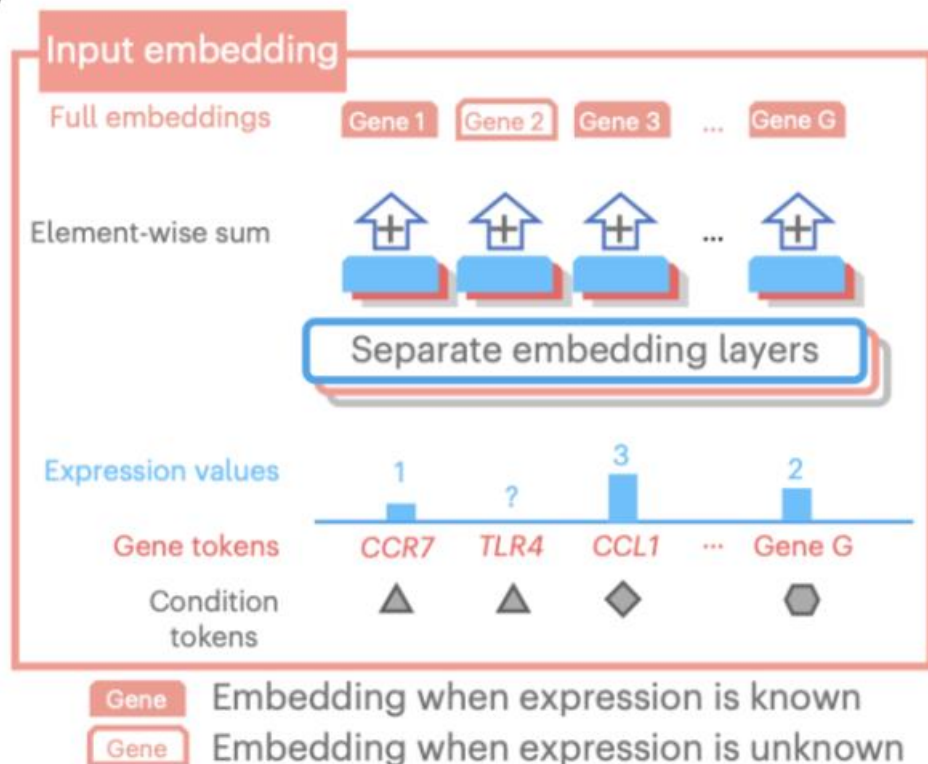 Input embedding
Full embeddings Gene 1 Gene 2 Gene 3 ... Gene G
Element-wise sum + + + ... +
Separate embedding layers
Expression values 1 ? 3 2
Gene tokens CCR7 TLR4 CCL1 ... Gene G
Condition
tokens
Gene Embedding when expression is known
Gene Embedding when expression is unknown